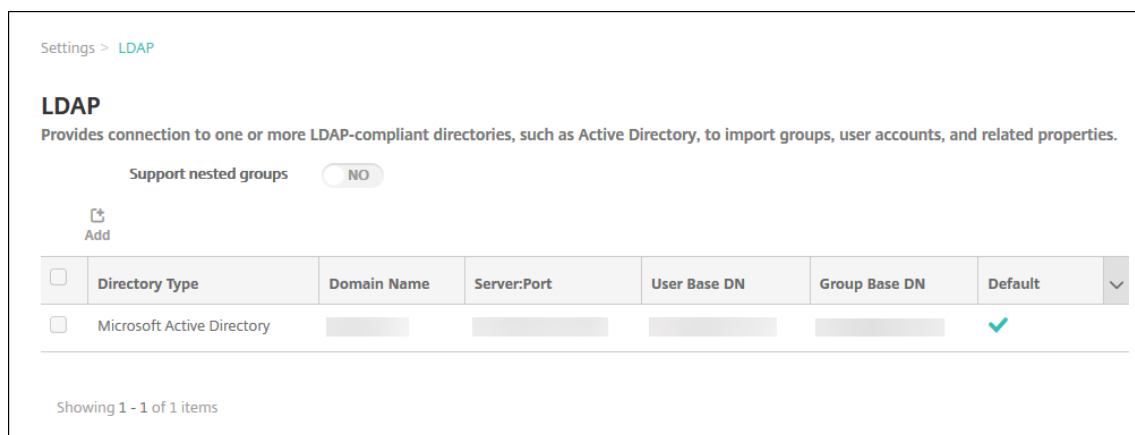 Settings > LDAP
LDAP
Provides connection to one or more LDAP-compliant directories, such as Active Directory, to import groups, user accounts, and related properties.
Support nested groups NO
Add
Directory Type Domain Name Server:Port User Base DN Group Base DN Default
Microsoft Active Directory
Showing 1 - 1 of 1 items